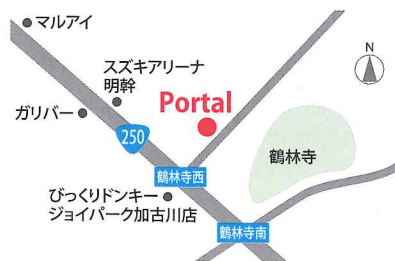 マルアイ
N
スズキアリーナ
明幹
Portal
ガリバー
250
鶴林寺
鶴林寺西
びっくりドンキー
ジョイパーク加古川店
鶴林寺南